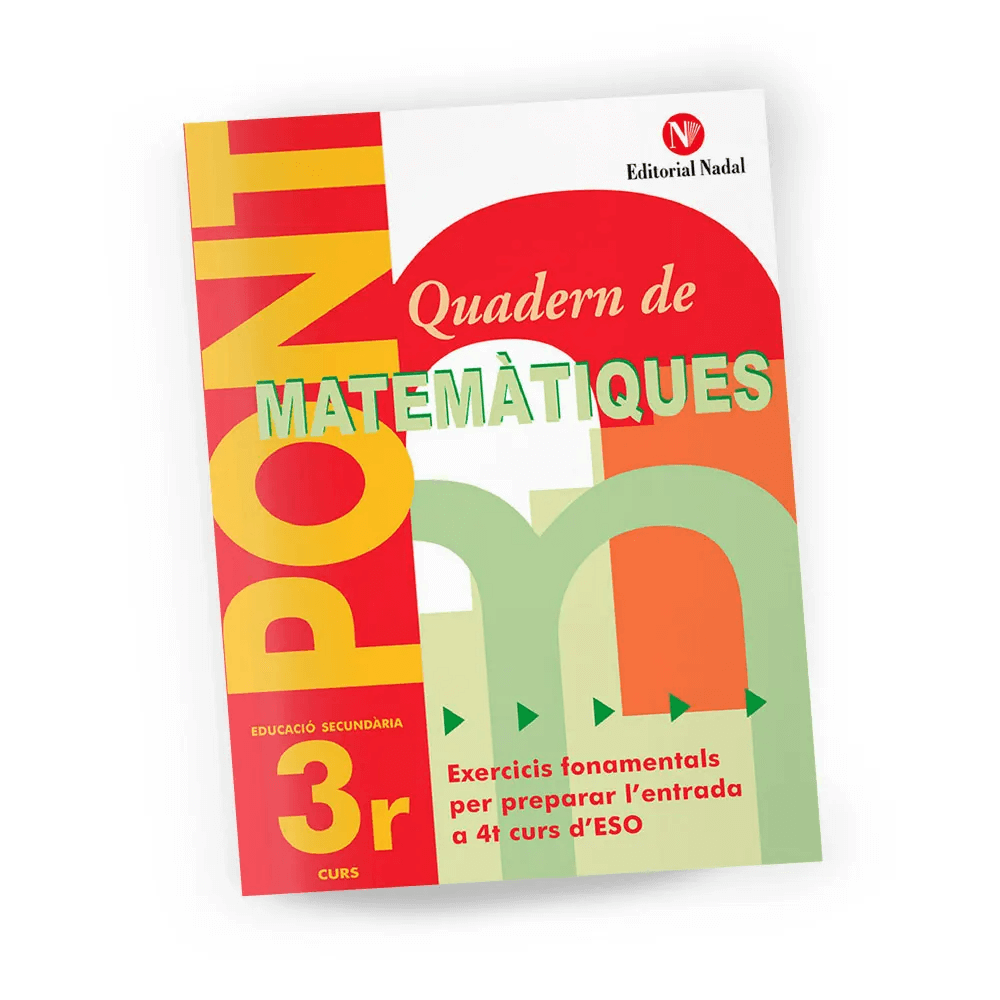 N
Editorial Nadal
PONT
Quadern de
MATEMÀTIQUES
EDUCACIÓ SECUNDÀRIA
3r
CURS
Exercicis fonamentals
per preparar l'entrada
a 4t curs d'ESO